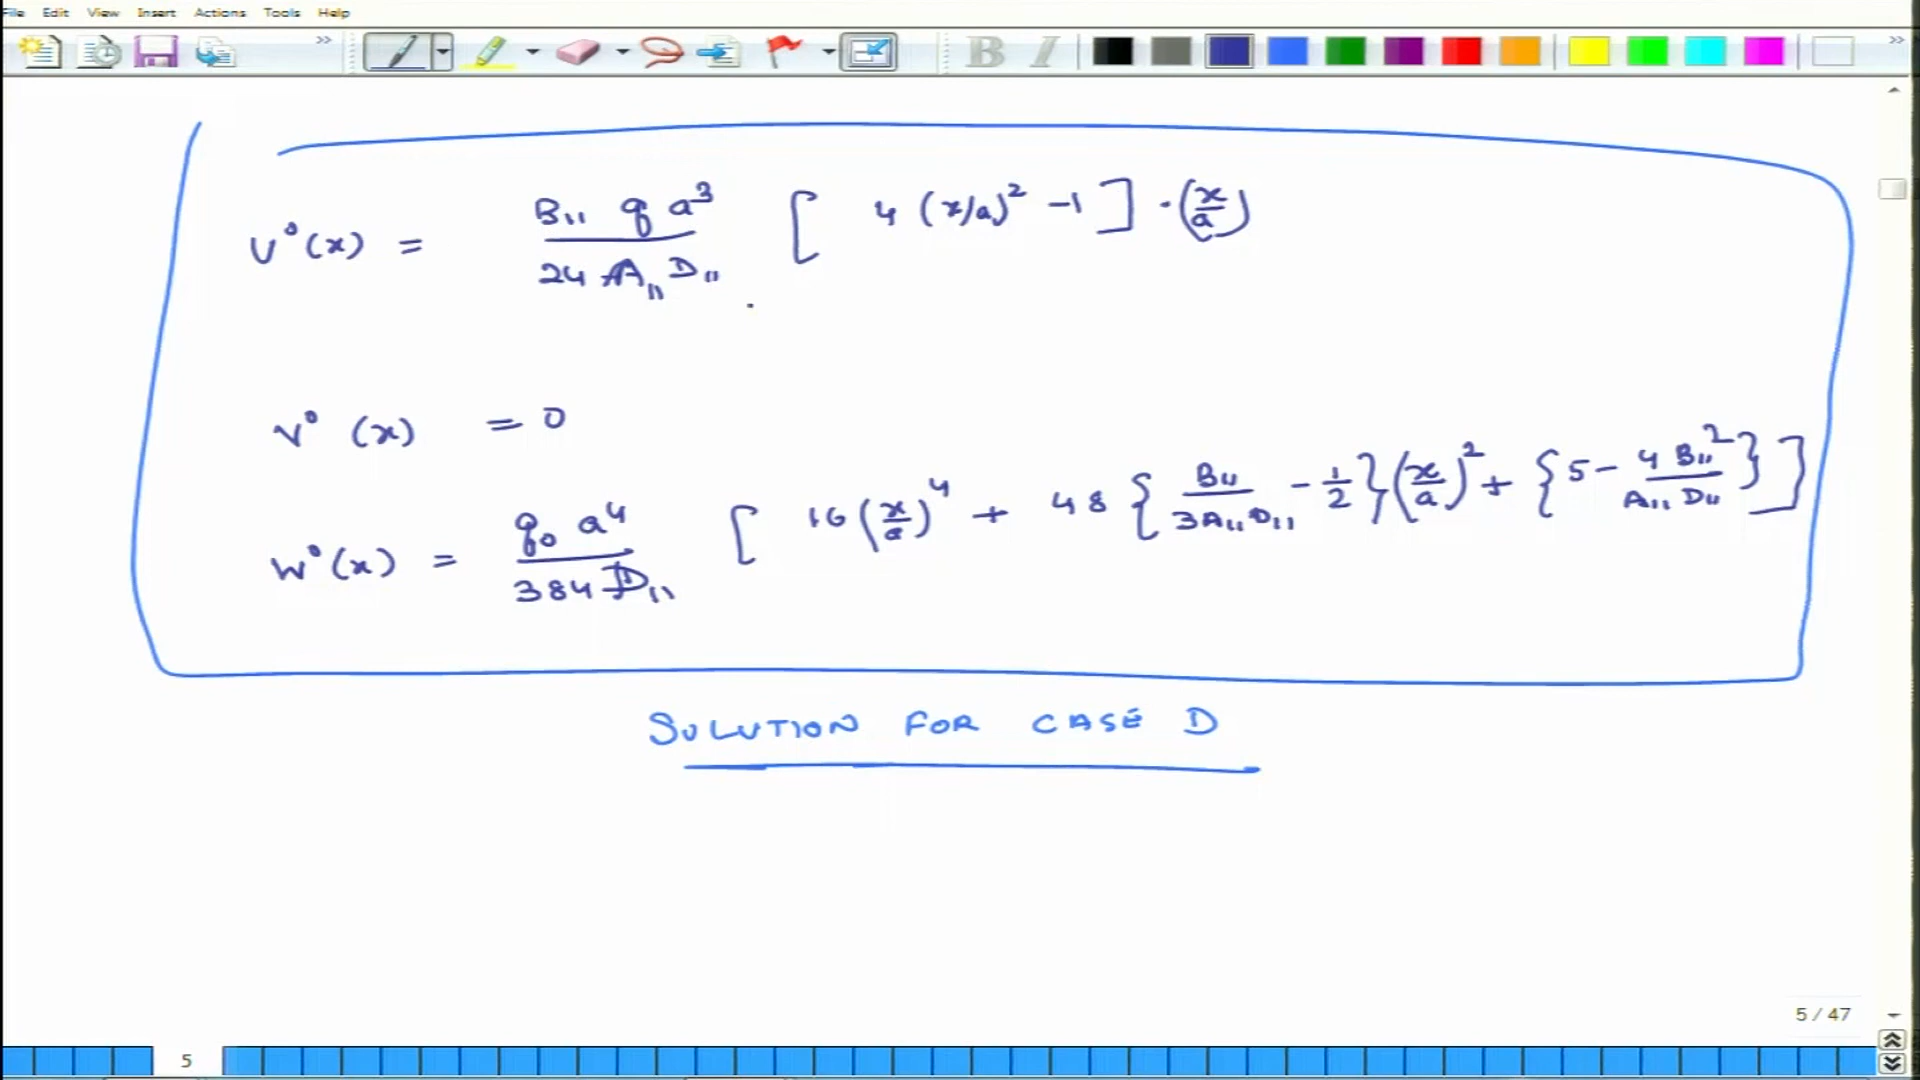 File Edit View Insert Actions Tools Help
B I
U°(x) = B₁₁ q a³ / 24 A₁₁ D₁₁ [ 4 (x/a)² - 1 ] · (x/a)
V°(x) = 0
W°(x) = q₀ a⁴ / 384 D₁₁ [ 16 (x/a)⁴ + 48 { B₁₁ / 3A₁₁D₁₁ - 1/2 } (x/a)² + { 5 - 4 B₁₁² / A₁₁ D₁₁ } ]
SOLUTION FOR CASE D
5 / 47
5